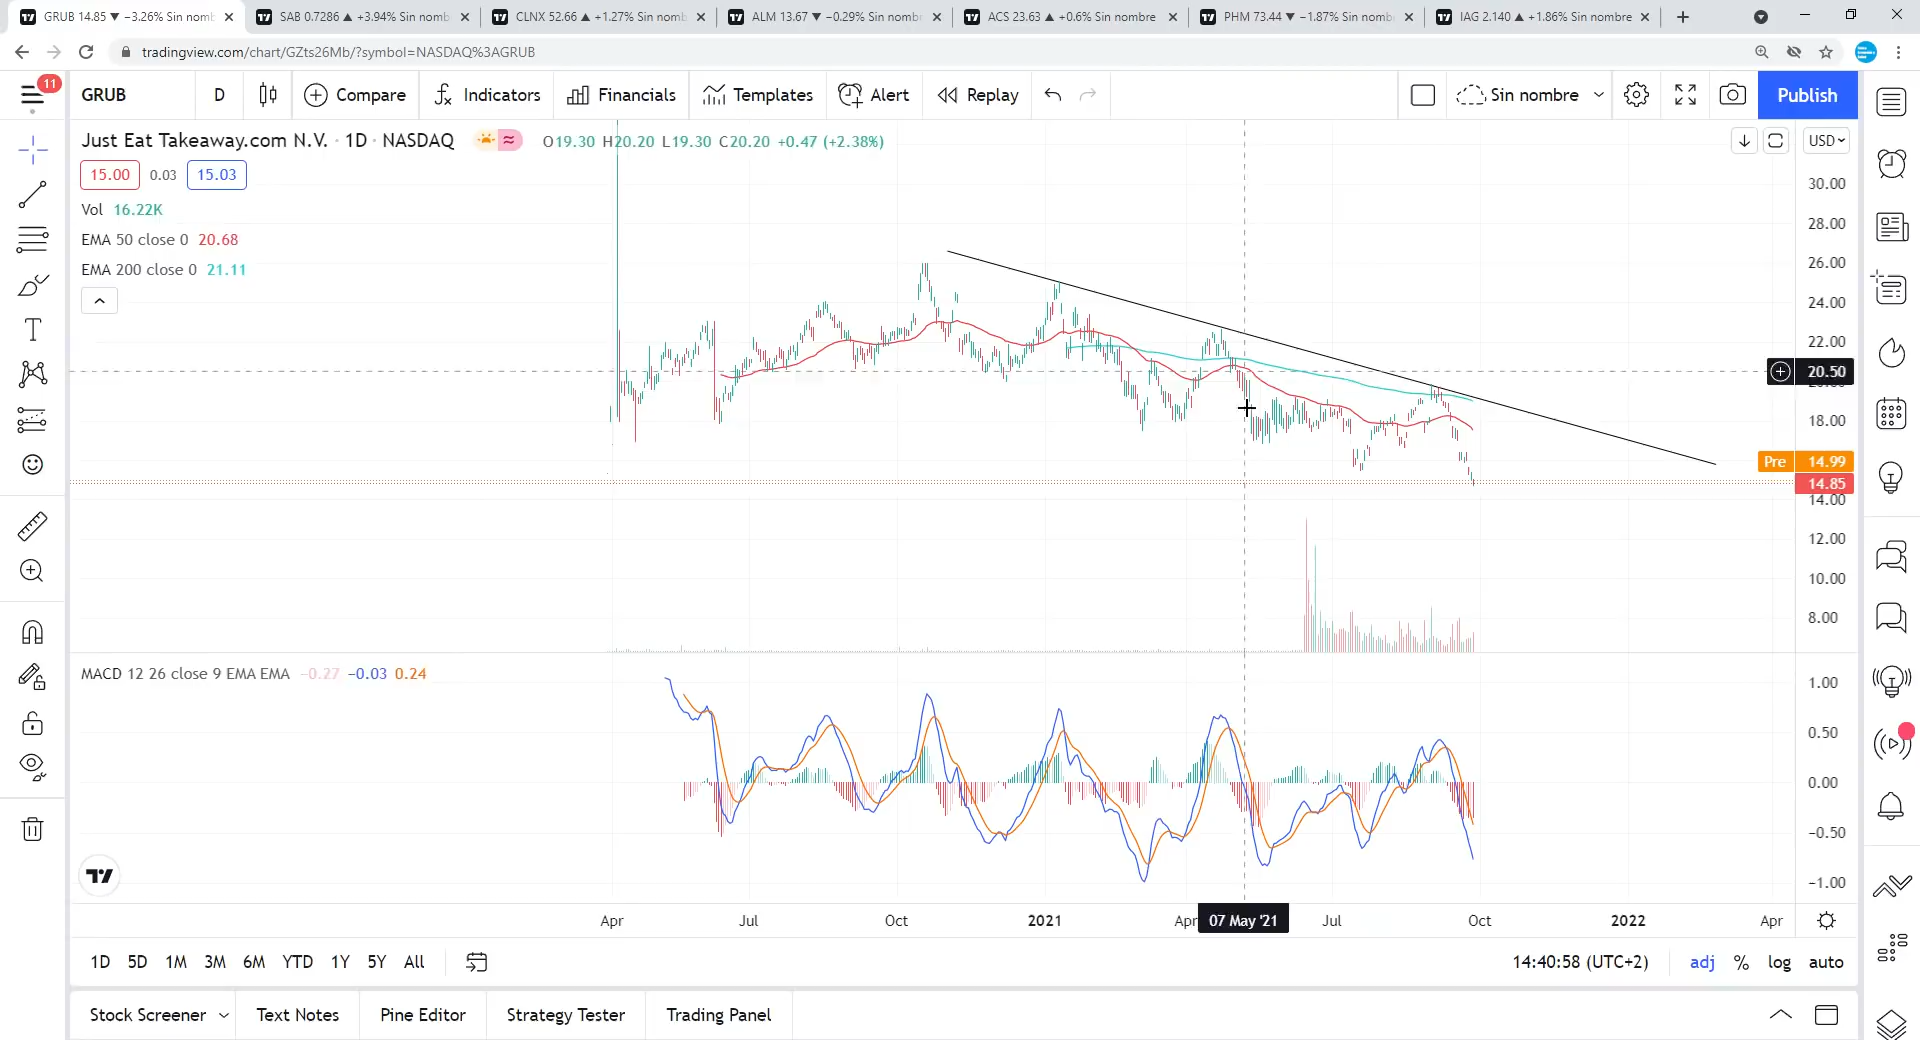 GRUB 14.85 ▼ −3.26% Sin nomb
SAB 0.7286 ▲ +3.94% Sin nomb
CLNX 52.66 ▲ +1.27% Sin nomb
ALM 13.67 ▼ −0.29% Sin nomb
ACS 23.63 ▲ +0.6% Sin nombre
PHM 73.44 ▼ −1.87% Sin nomb
IAG 2.140 ▲ +1.86% Sin nombre
tradingview.com/chart/GZts26Mb/?symbol=NASDAQ%3AGRUB
11
GRUB
D
Compare
Indicators
Financials
Templates
Alert
Replay
Sin nombre
Publish
Just Eat Takeaway.com N.V. · 1D · NASDAQ
O19.30 H20.20 L19.30 C20.20 +0.47 (+2.38%)
USD
15.00 0.03 15.03
Vol 16.22K
EMA 50 close 0 20.68
EMA 200 close 0 21.11
30.00
28.00
26.00
24.00
22.00
20.50
18.00
Pre 14.99
14.85
14.00
12.00
10.00
8.00
MACD 12 26 close 9 EMA EMA −0.27 −0.03 0.24
1.00
0.50
0.00
−0.50
−1.00
Apr Jul Oct 2021 Apr 07 May '21 Jul Oct 2022 Apr
1D 5D 1M 3M 6M YTD 1Y 5Y All
14:40:58 (UTC+2)
adj % log auto
Stock Screener
Text Notes
Pine Editor
Strategy Tester
Trading Panel